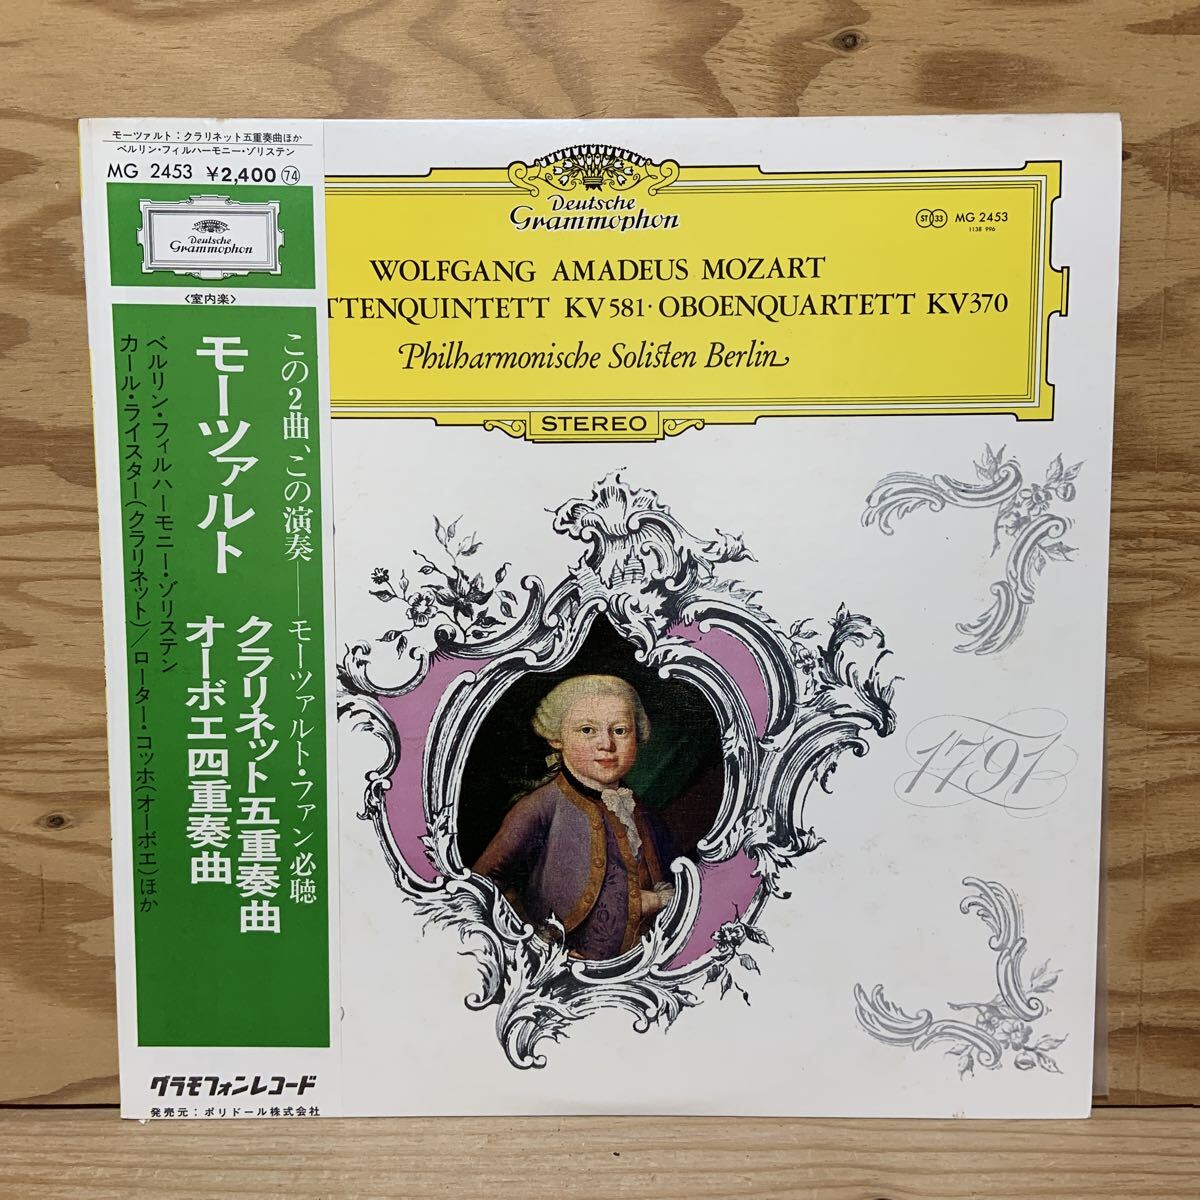 モーツァルト：クラリネット五重奏曲ほか
ベルリン・フィルハーモニー・ゾリステン
MG 2453 ¥2,400 74
Deutsche
Grammophon
〈室内楽〉
この2曲、この演奏——モーツァルト・ファン必聴
モーツァルト クラリネット五重奏曲
オーボエ四重奏曲
ベルリン・フィルハーモニー・ゾリステン
カール・ライスター(クラリネット)／ローター・コッホ(オーボエ)ほか
グラモフォンレコード
発売元：ポリドール株式会社
Deutsche
Grammophon
ST 33 MG 2453
1138 996
WOLFGANG AMADEUS MOZART
TTENQUINTETT KV 581 · OBOENQUARTETT KV 370
Philharmonische Solisten Berlin
STEREO
1791